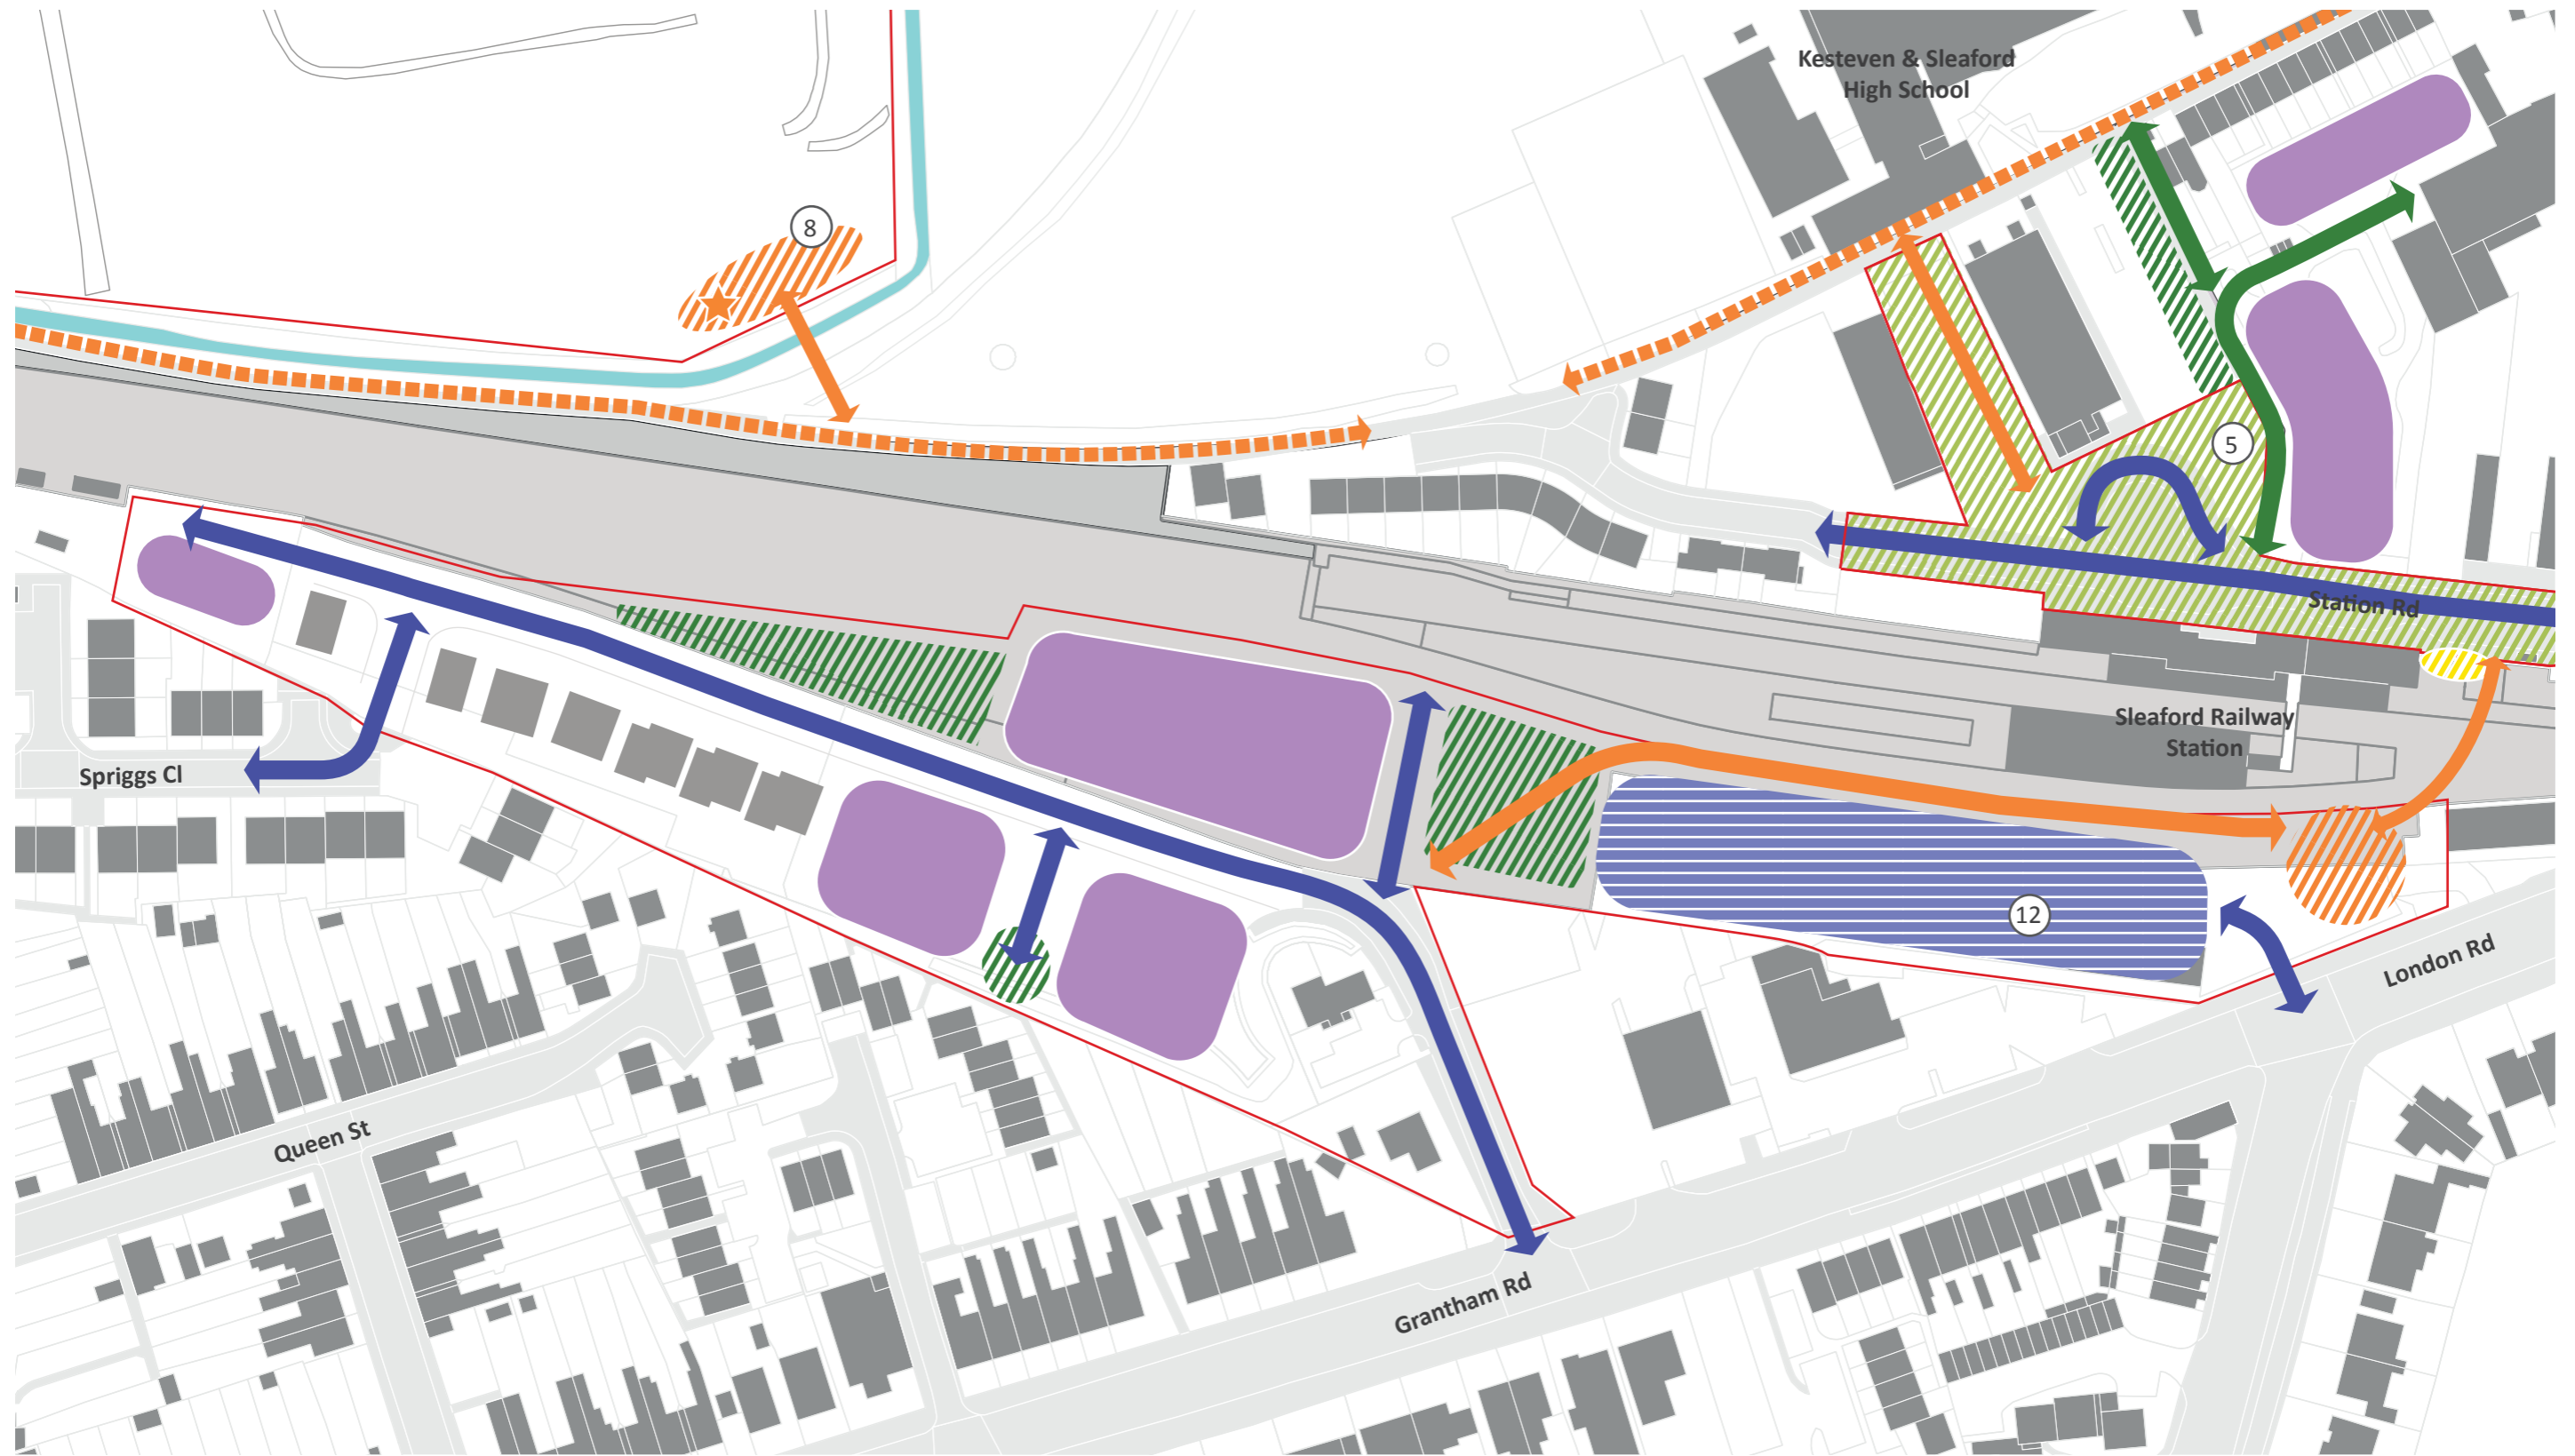 Kesteven & Sleaford
High School
8
5
Station Rd
Sleaford Railway
Station
Spriggs Cl
12
London Rd
Queen St
Grantham Rd